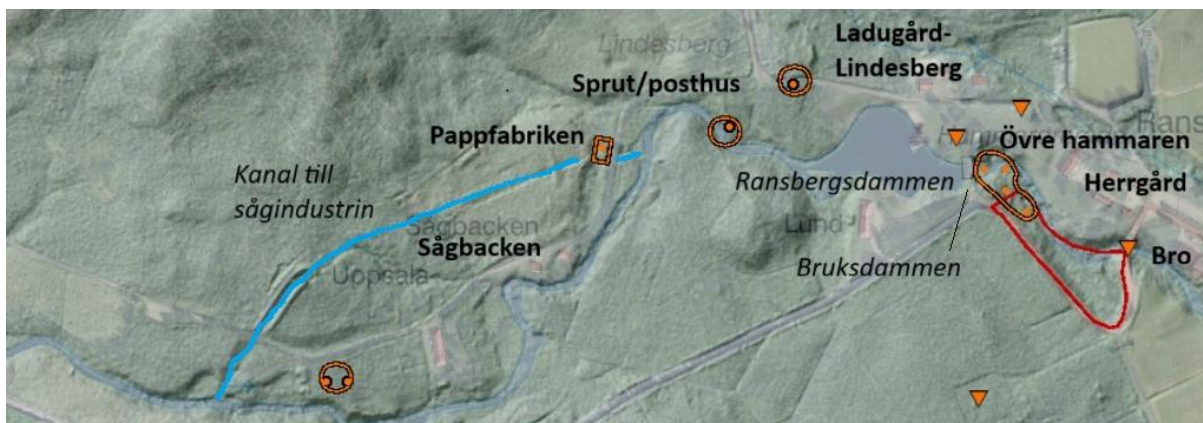 Lindesberg
Ladugård-
Lindesberg
Sprut/posthus
Pappfabriken
Övre hammaren
Ransbergsdammen
Herrgård
Kanal till
sågindustrin
Sågbacken
Sågbacken
Lund
Uppsala
Bruksdammen
Bro